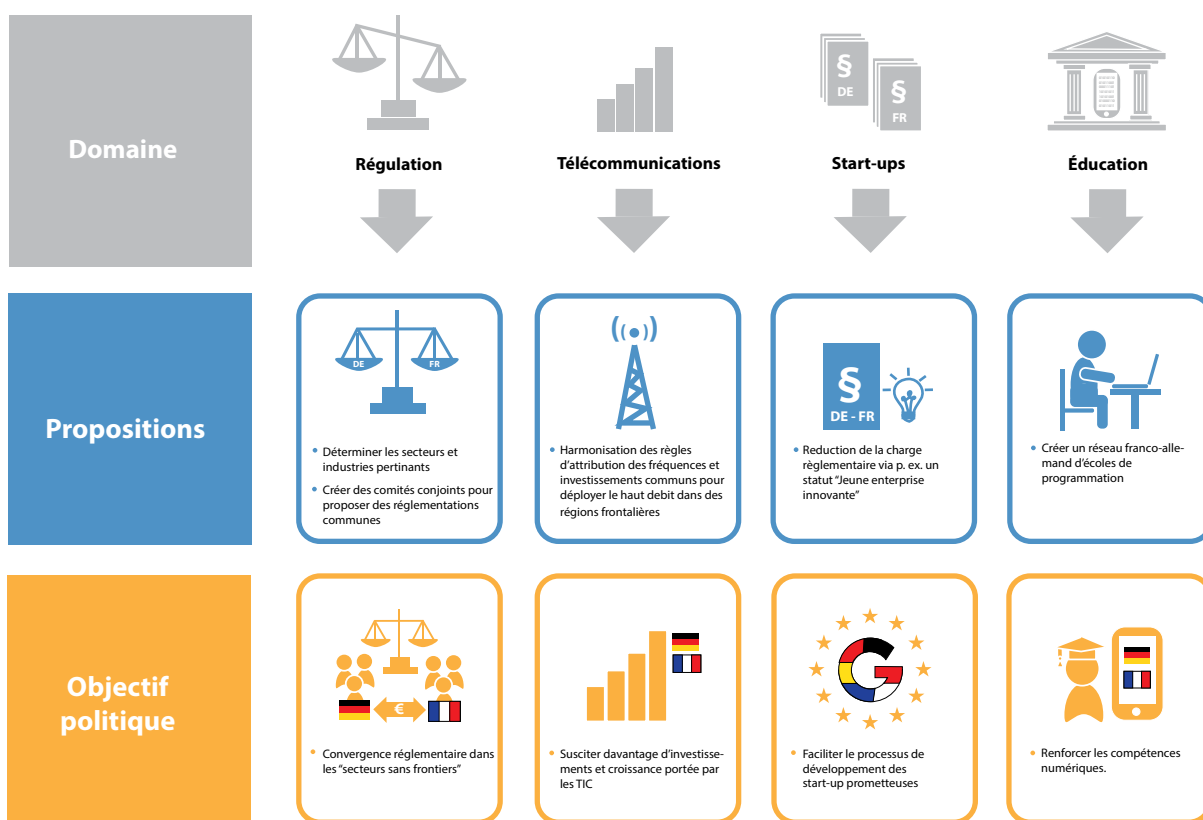 Domaine
§
DE
§
FR
Régulation
Télécommunications
Start-ups
Éducation
Propositions
DE
FR
§
DE - FR
• Déterminer les secteurs et
industries pertinants
• Créer des comités conjoints pour
proposer des réglementations
communes
• Harmonisation des règles
d'attribution des fréquences et
investissements communs pour
déployer le haut debit dans des
régions frontalières
• Reduction de la charge
règlementaire via p. ex. un
statut "Jeune enterprise
innovante"
• Créer un réseau franco-alle-
mand d'écoles de
programmation
Objectif
politique
€
G
• Convergence réglementaire dans
les "secteurs sans frontiers"
• Susciter davantage d'investisse-
ments et croissance portée par
les TIC
• Faciliter le processus de
développement des
start-up prometteuses
• Renforcer les compétences
numériques.